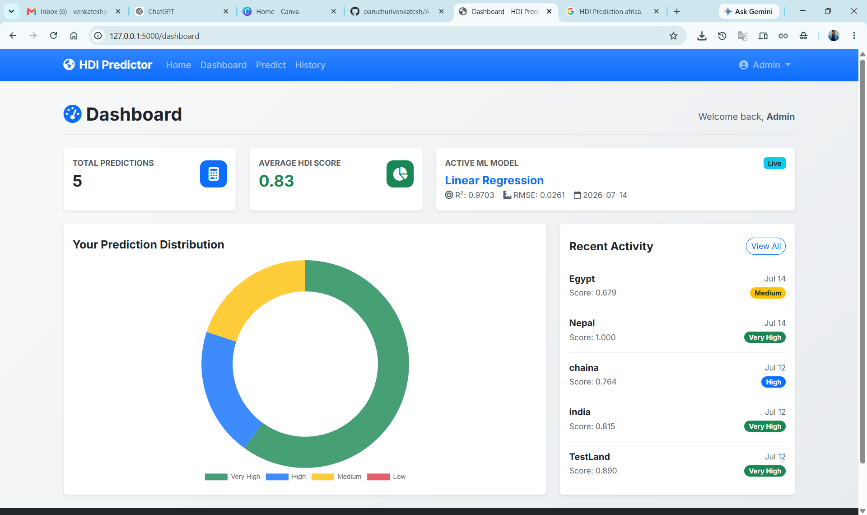 Inbox (6) - venkateshp
ChatGPT
Home - Canva
paruchurivenkatesh/A
Dashboard - HDI Predi
HDI Prediction africa
Ask Gemini
127.0.0.1:5000/dashboard
HDI Predictor Home Dashboard Predict History Admin
Dashboard
Welcome back, Admin
TOTAL PREDICTIONS
5
AVERAGE HDI SCORE
0.83
ACTIVE ML MODEL
Live
Linear Regression
R²: 0.9703 RMSE: 0.0261 2026-07-14
Your Prediction Distribution
Very High High Medium Low
Recent Activity
View All
Egypt Jul 14
Score: 0.679 Medium
Nepal Jul 14
Score: 1.000 Very High
chaina Jul 12
Score: 0.764 High
india Jul 12
Score: 0.815 Very High
TestLand Jul 12
Score: 0.890 Very High